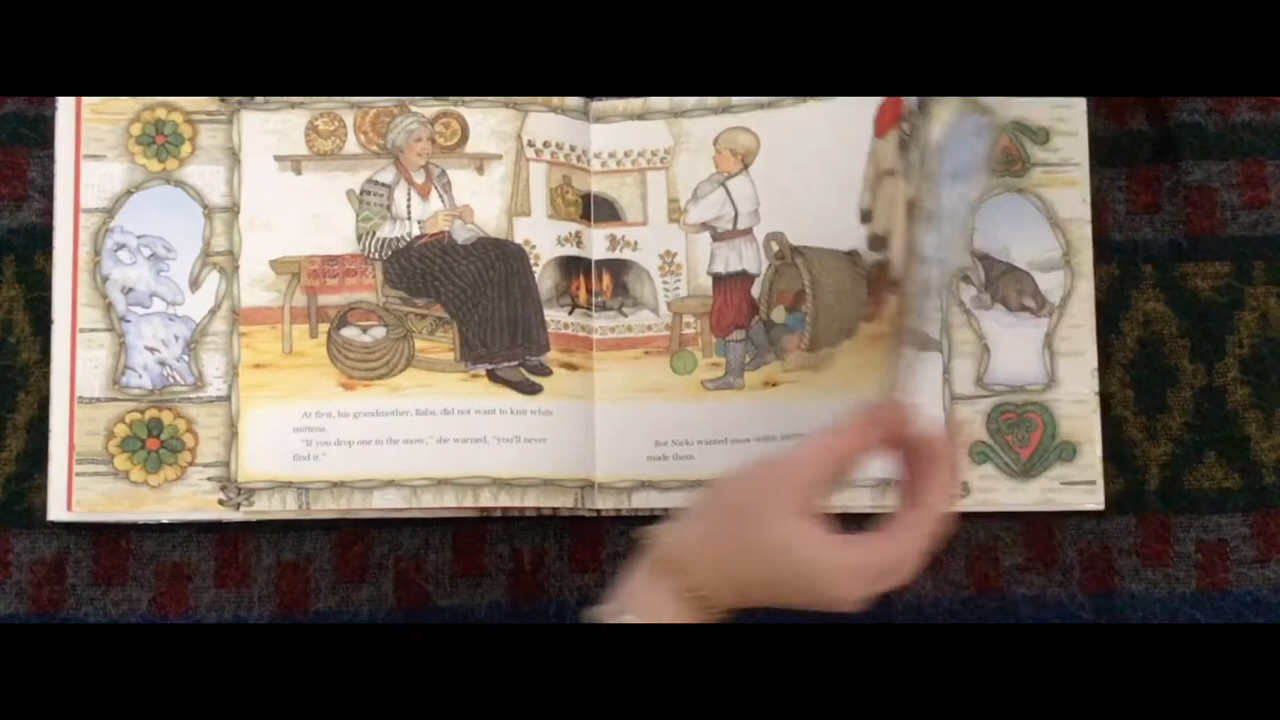 At first, his grandmother, Baba, did not want to knit white
mittens.
"If you drop one in the snow," she warned, "you'll never
find it."
But Nicki wanted snow-white
made them.